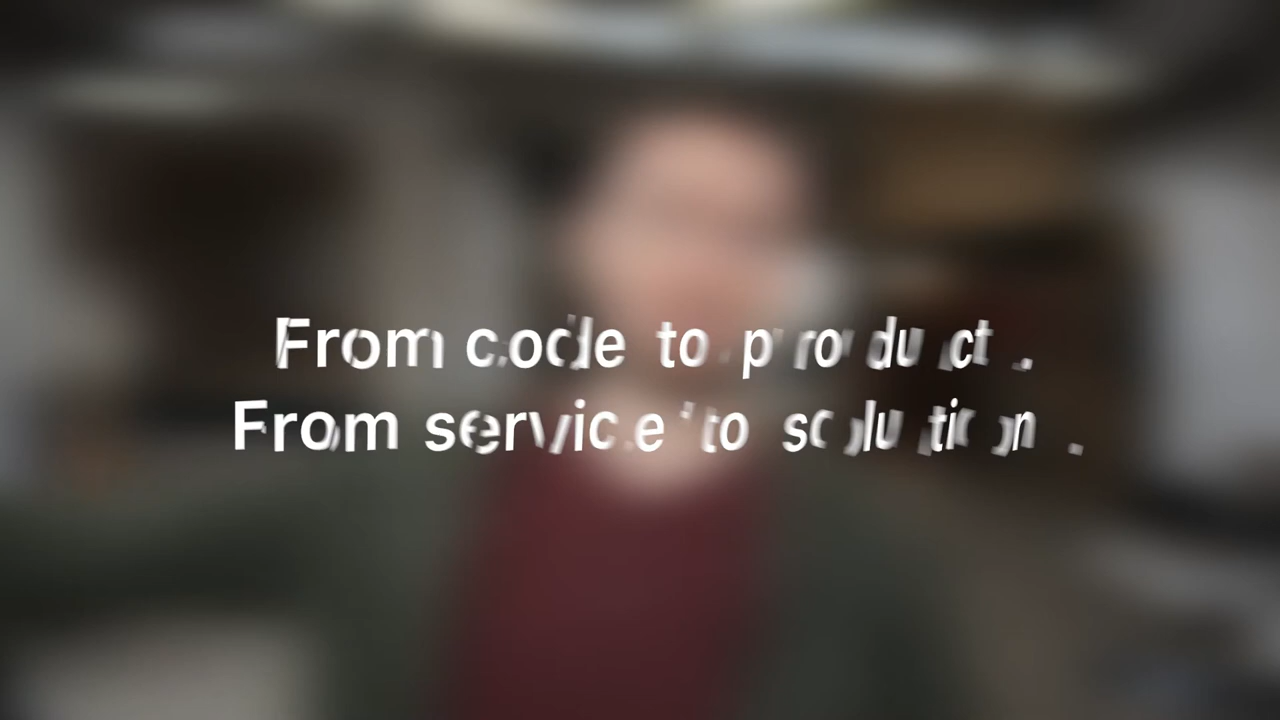 From code to product.
From service to solution.